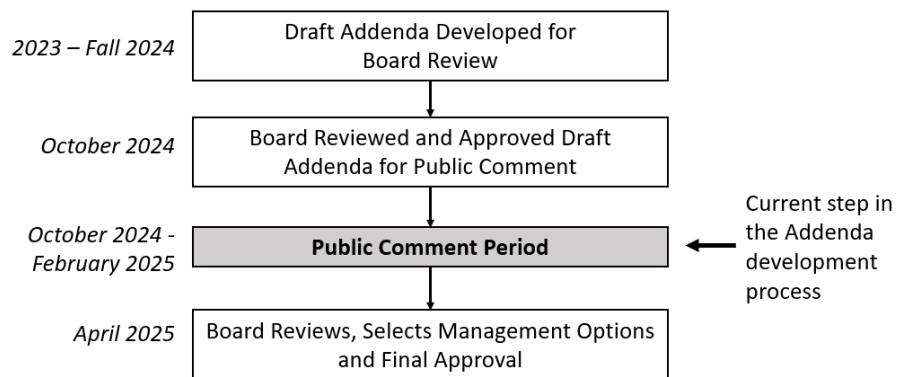 2023 – Fall 2024
Draft Addenda Developed for
Board Review
October 2024
Board Reviewed and Approved Draft
Addenda for Public Comment
October 2024 -
February 2025
Public Comment Period
Current step in
the Addenda
development
process
April 2025
Board Reviews, Selects Management Options
and Final Approval